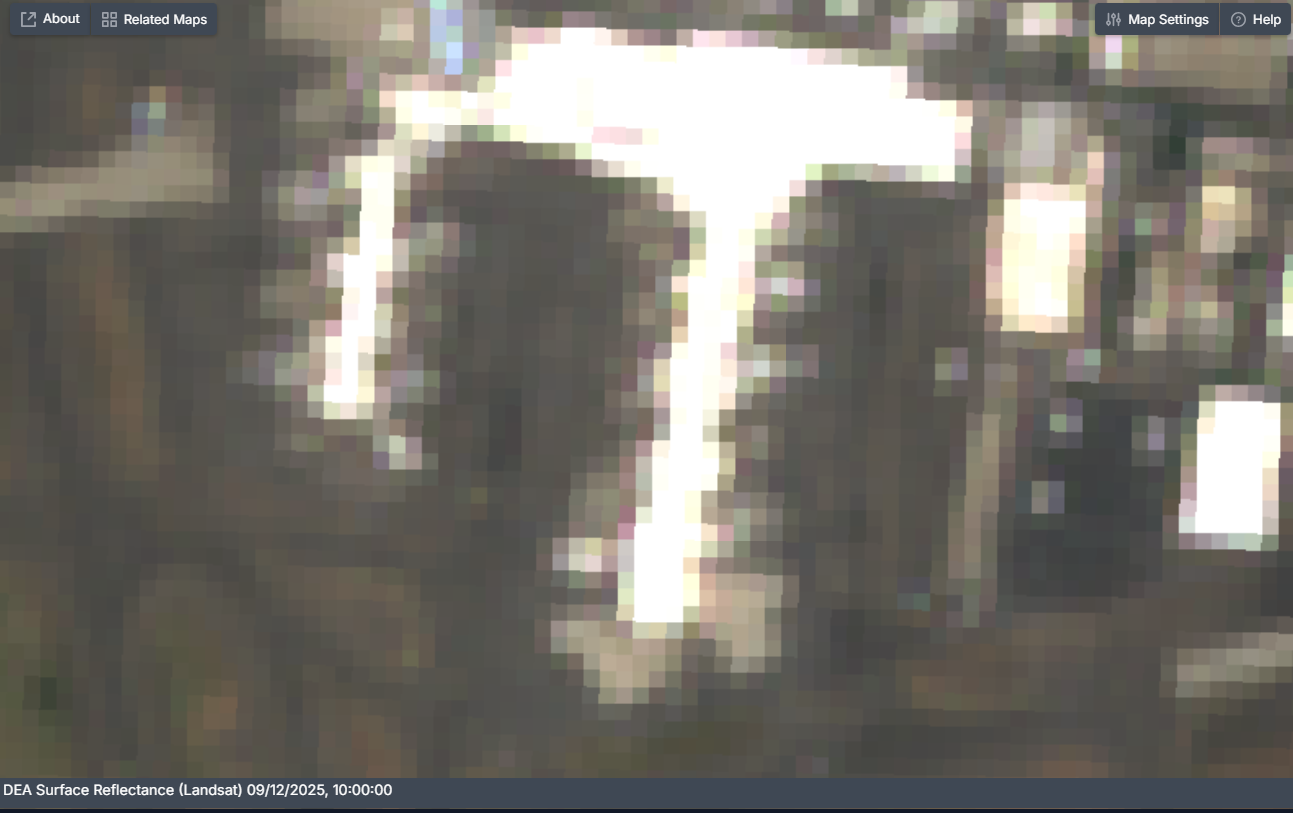 About
Related Maps
Map Settings
Help
DEA Surface Reflectance (Landsat) 09/12/2025, 10:00:00